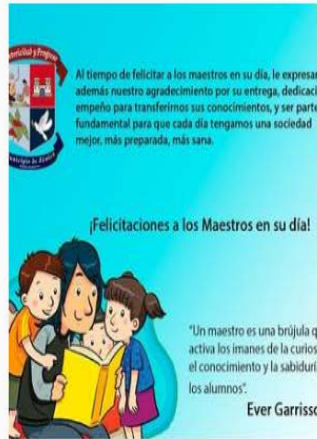 Al tiempo de felicitar a los maestros en su día, le expresar
además nuestro agradecimiento por su entrega, dedicaci
empeño para transferirnos sus conocimientos, y ser parte
fundamental para que cada día tengamos una sociedad
mejor, más preparada, más sana.
¡Felicitaciones a los Maestros en su día!
"Un maestro es una brújula q
activa los imanes de la curios
el conocimiento y la sabidurí
los alumnos".
Ever Garrisso